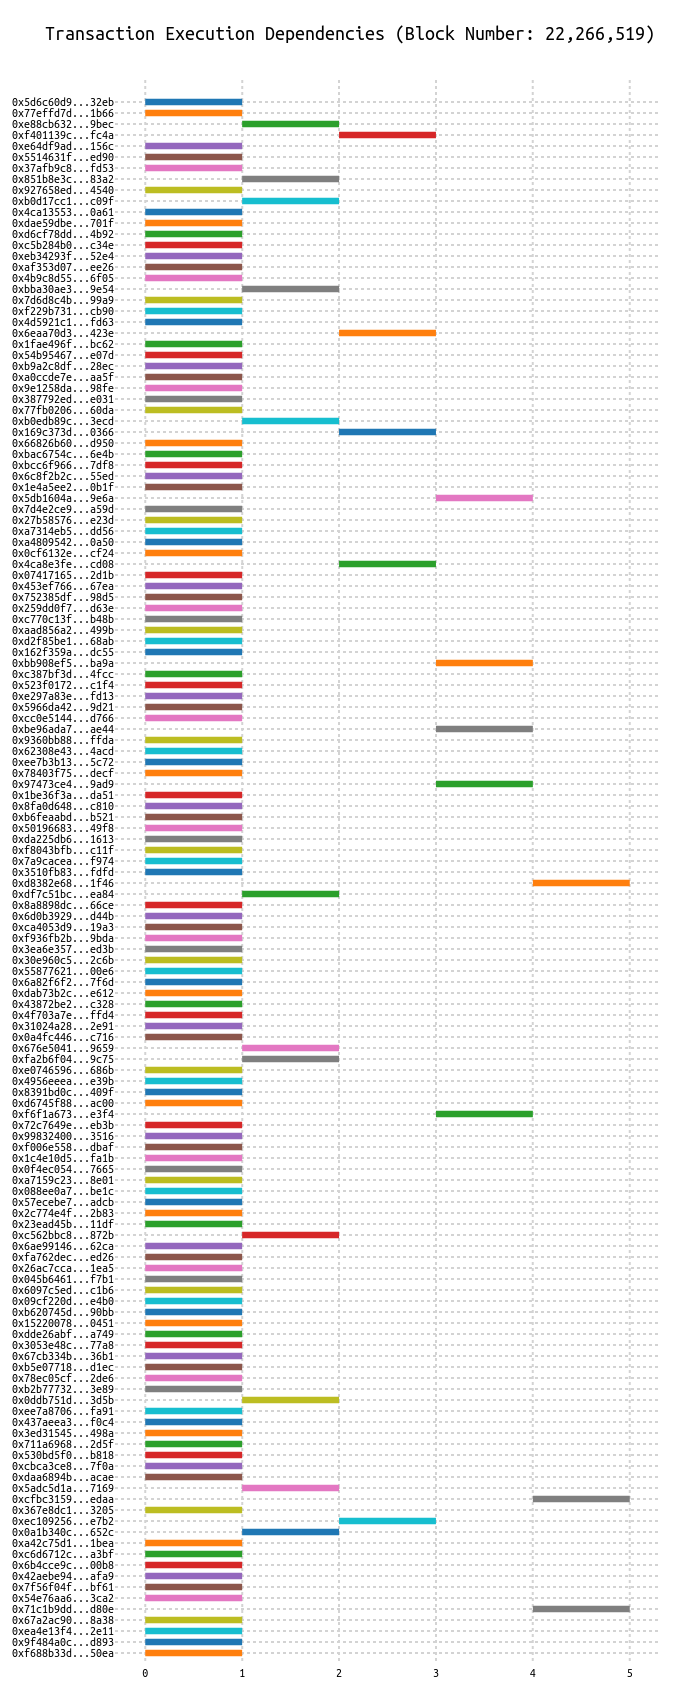 Transaction Execution Dependencies (Block Number: 22,266,519)
0x5d6c60d9...32eb
0x77effd7d...1b66
0xe88cb632...9bec
0xf401139c...fc4a
0xe64df9ad...156c
0x5514631f...ed90
0x37afb9c8...fd53
0x851b8e3c...83a2
0x927658ed...4540
0xb0d17cc1...c09f
0x4ca13553...0a61
0xdae59dbe...701f
0xd6cf78dd...4b92
0xc5b284b0...c34e
0xeb34293f...52e4
0xaf353d07...ee26
0x4b9c8d55...6f05
0xbba30ae3...9e54
0x7d6d8c4b...99a9
0xf229b731...cb90
0x4d5921c1...fd63
0x6eaa70d3...423e
0x1fae496f...bc62
0x54b95467...e07d
0xb9a2c8df...28ec
0xa0ccde7e...aa5f
0x9e1258da...98fe
0x387792ed...e031
0x77fb0206...60da
0xb0edb89c...3ecd
0x169c373d...0366
0x66826b60...d950
0xbac6754c...6e4b
0xbcc6f966...7df8
0x6c8f2b2c...55ed
0x1e4a5ee2...0b1f
0x5db1604a...9e6a
0x7d4e2ce9...a59d
0x27b58576...e23d
0xa7314eb5...dd56
0xa4809542...0a50
0x0cf6132e...cf24
0x4ca8e3fe...cd08
0x07417165...2d1b
0x453ef766...67ea
0x752385df...98d5
0x259dd0f7...d63e
0xc770c13f...b48b
0xaad856a2...499b
0xd2f85be1...68ab
0x162f359a...dc55
0xbb908ef5...ba9a
0xc387bf3d...4fcc
0x523f0172...c1f4
0xe297a83e...fd13
0x5966da42...9d21
0xcc0e5144...d766
0xbe96ada7...ae44
0x9360bb88...ffda
0x62308e43...4acd
0xee7b3b13...5c72
0x78403f75...decf
0x97473ce4...9ad9
0x1be36f3a...da51
0x8fa0d648...c810
0xb6feaabd...b521
0x50196683...49f8
0xda225db6...1613
0xf8043bfb...c11f
0x7a9cacea...f974
0x3510fb83...fdfd
0xd8382e68...1f46
0xdf7c51bc...ea84
0x8a8898dc...66ce
0x6d0b3929...d44b
0xca4053d9...19a3
0xf936fb2b...9bda
0x3ea6e357...ed3b
0x30e960c5...2c6b
0x55877621...00e6
0x6a82f6f2...7f6d
0xdab73b2c...e612
0x43872be2...c328
0x4f703a7e...ffd4
0x31024a28...2e91
0x0a4fc446...c716
0x676e5041...9659
0xfa2b6f04...9c75
0xe0746596...686b
0x4956eeea...e39b
0x8391bd0c...409f
0xd6745f88...ac00
0xf6f1a673...e3f4
0x72c7649e...eb3b
0x99832400...3516
0xf006e558...dbaf
0x1c4e10d5...fa1b
0x0f4ec054...7665
0xa7159c23...8e01
0x088ee0a7...be1c
0x57ecebe7...adcb
0x2c774e4f...2b83
0x23ead45b...11df
0xc562bbc8...872b
0x6ae99146...62ca
0xfa762dec...ed26
0x26ac7cca...1ea5
0x045b6461...f7b1
0x6097c5ed...c1b6
0x09cf220d...e4b0
0xb620745d...90bb
0x15220078...0451
0xdde26abf...a749
0x3053e48c...77a8
0x67cb334b...36b1
0xb5e07718...d1ec
0x78ec05cf...2de6
0xb2b77732...3e89
0x0ddb751d...3d5b
0xee7a8706...fa91
0x437aeea3...f0c4
0x3ed31545...498a
0x711a6968...2d5f
0x530bd5f0...b818
0xcbca3ce8...7f0a
0xdaa6894b...acae
0x5adc5d1a...7169
0xcfbc3159...edaa
0x367e8dc1...3205
0xec109256...e7b2
0x0a1b340c...652c
0xa42c75d1...1bea
0xc6d6712c...a3bf
0x6b4cce9c...00b8
0x42aebe94...afa9
0x7f56f04f...bf61
0x54e76aa6...3ca2
0x71c1b9dd...d80e
0x67a2ac90...8a38
0xea4e13f4...2e11
0x9f484a0c...d893
0xf688b33d...50ea
0 1 2 3 4 5